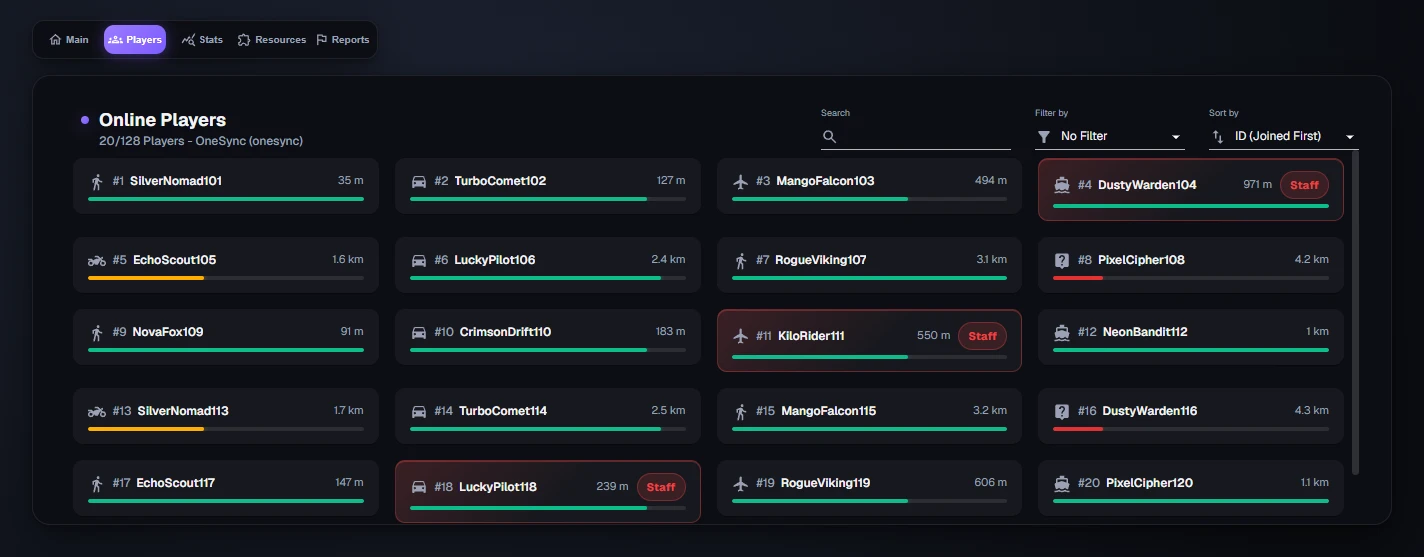 Main Players Stats Resources Reports
Online Players
20/128 Players - OneSync (onesync)
Search
Filter by
No Filter
Sort by
ID (Joined First)
#1 SilverNomad101 35 m
#2 TurboComet102 127 m
#3 MangoFalcon103 494 m
#4 DustyWarden104 971 m Staff
#5 EchoScout105 1.6 km
#6 LuckyPilot106 2.4 km
#7 RogueViking107 3.1 km
#8 PixelCipher108 4.2 km
#9 NovaFox109 91 m
#10 CrimsonDrift110 183 m
#11 KiloRider111 550 m Staff
#12 NeonBandit112 1 km
#13 SilverNomad113 1.7 km
#14 TurboComet114 2.5 km
#15 MangoFalcon115 3.2 km
#16 DustyWarden116 4.3 km
#17 EchoScout117 147 m
#18 LuckyPilot118 239 m Staff
#19 RogueViking119 606 m
#20 PixelCipher120 1.1 km